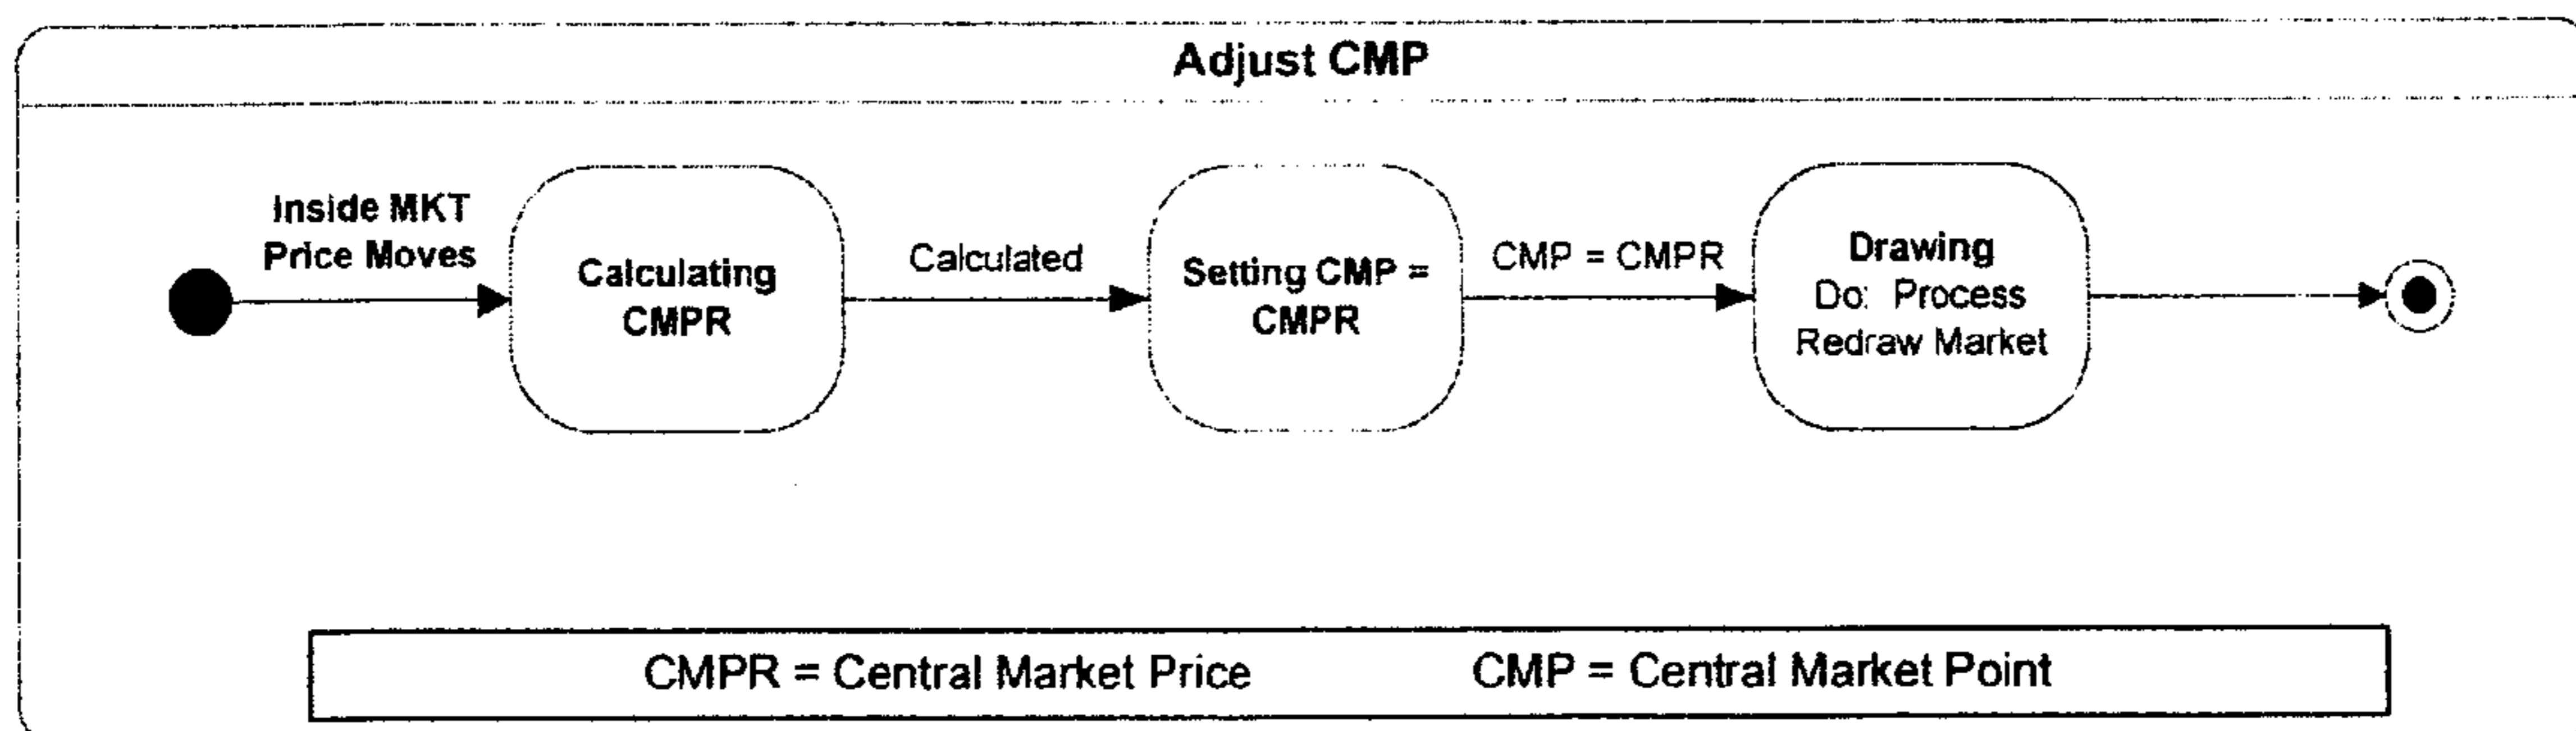 Adjust CMP
Inside MKT
Price Moves
Calculating
CMPR
Calculated
Setting CMP =
CMPR
CMP = CMPR
Drawing
Do: Process
Redraw Market
CMPR = Central Market Price
CMP = Central Market Point